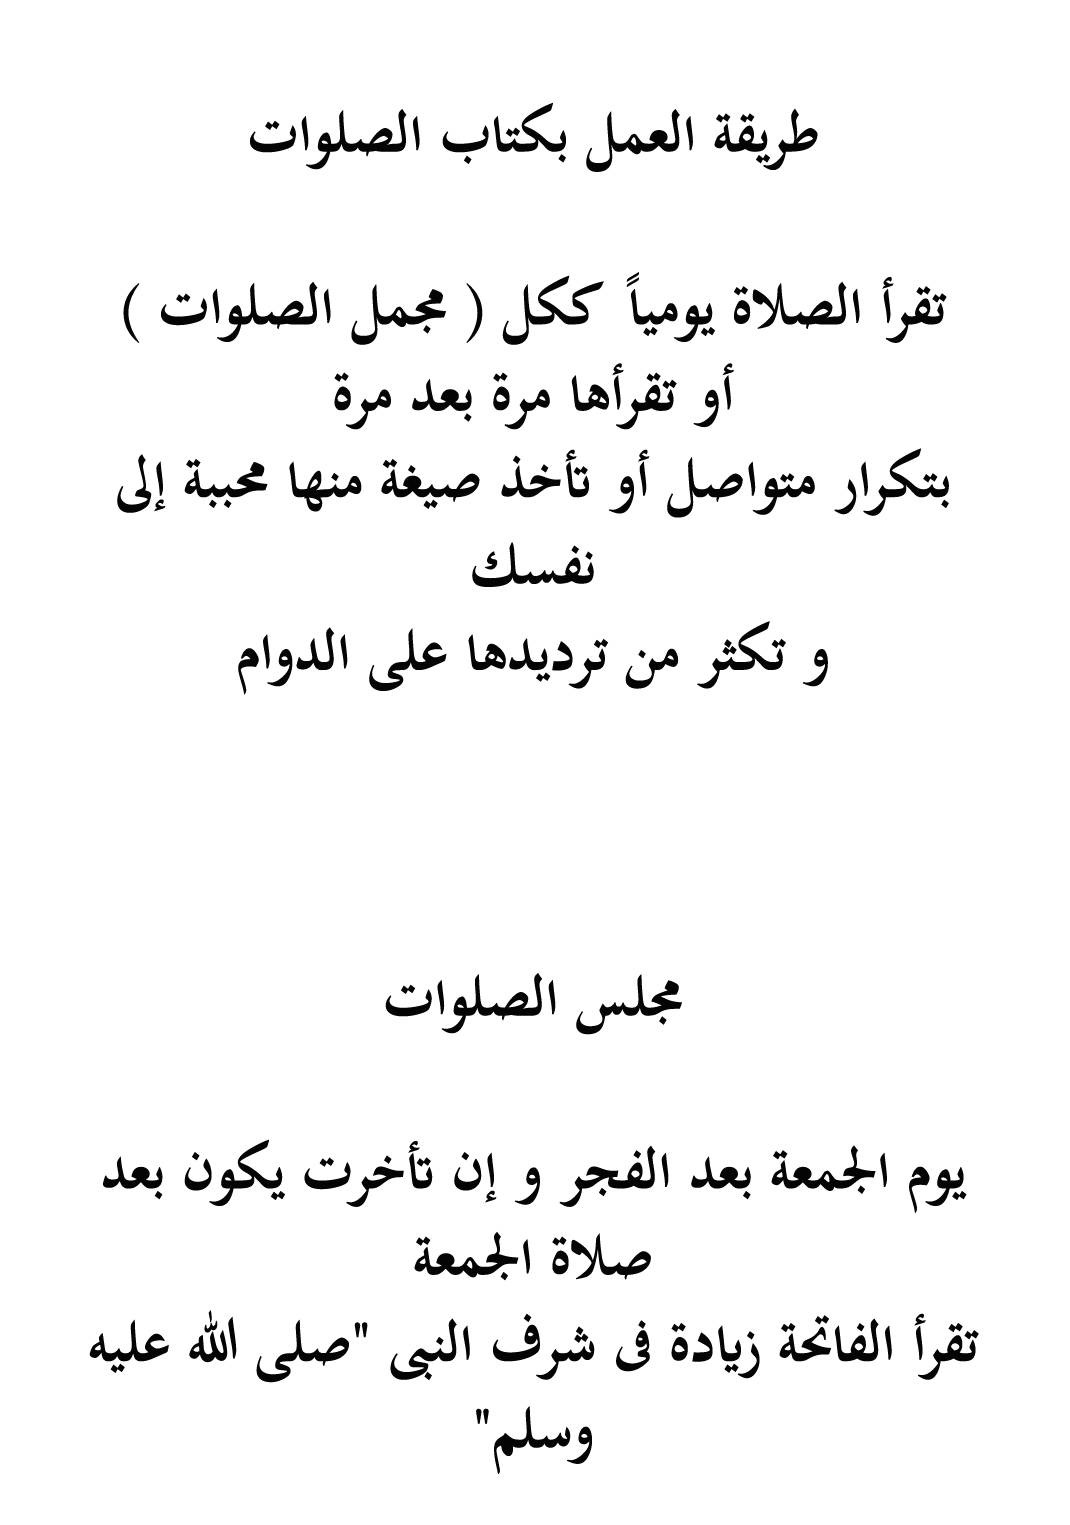 طريقة العمل بكتاب الصلوات
تقرأ الصلاة يومياً ككل ( مجمل الصلوات )
أو تقرأها مرة بعد مرة
بتكرار متواصل أو تأخذ صيغة منها محببة إلى
نفسك
و تكثر من ترديدها على الدوام
مجلس الصلوات
يوم الجمعة بعد الفجر و إن تأخرت يكون بعد
صلاة الجمعة
تقرأ الفاتحة زيادة فى شرف النبى "صلى الله عليه
وسلم"